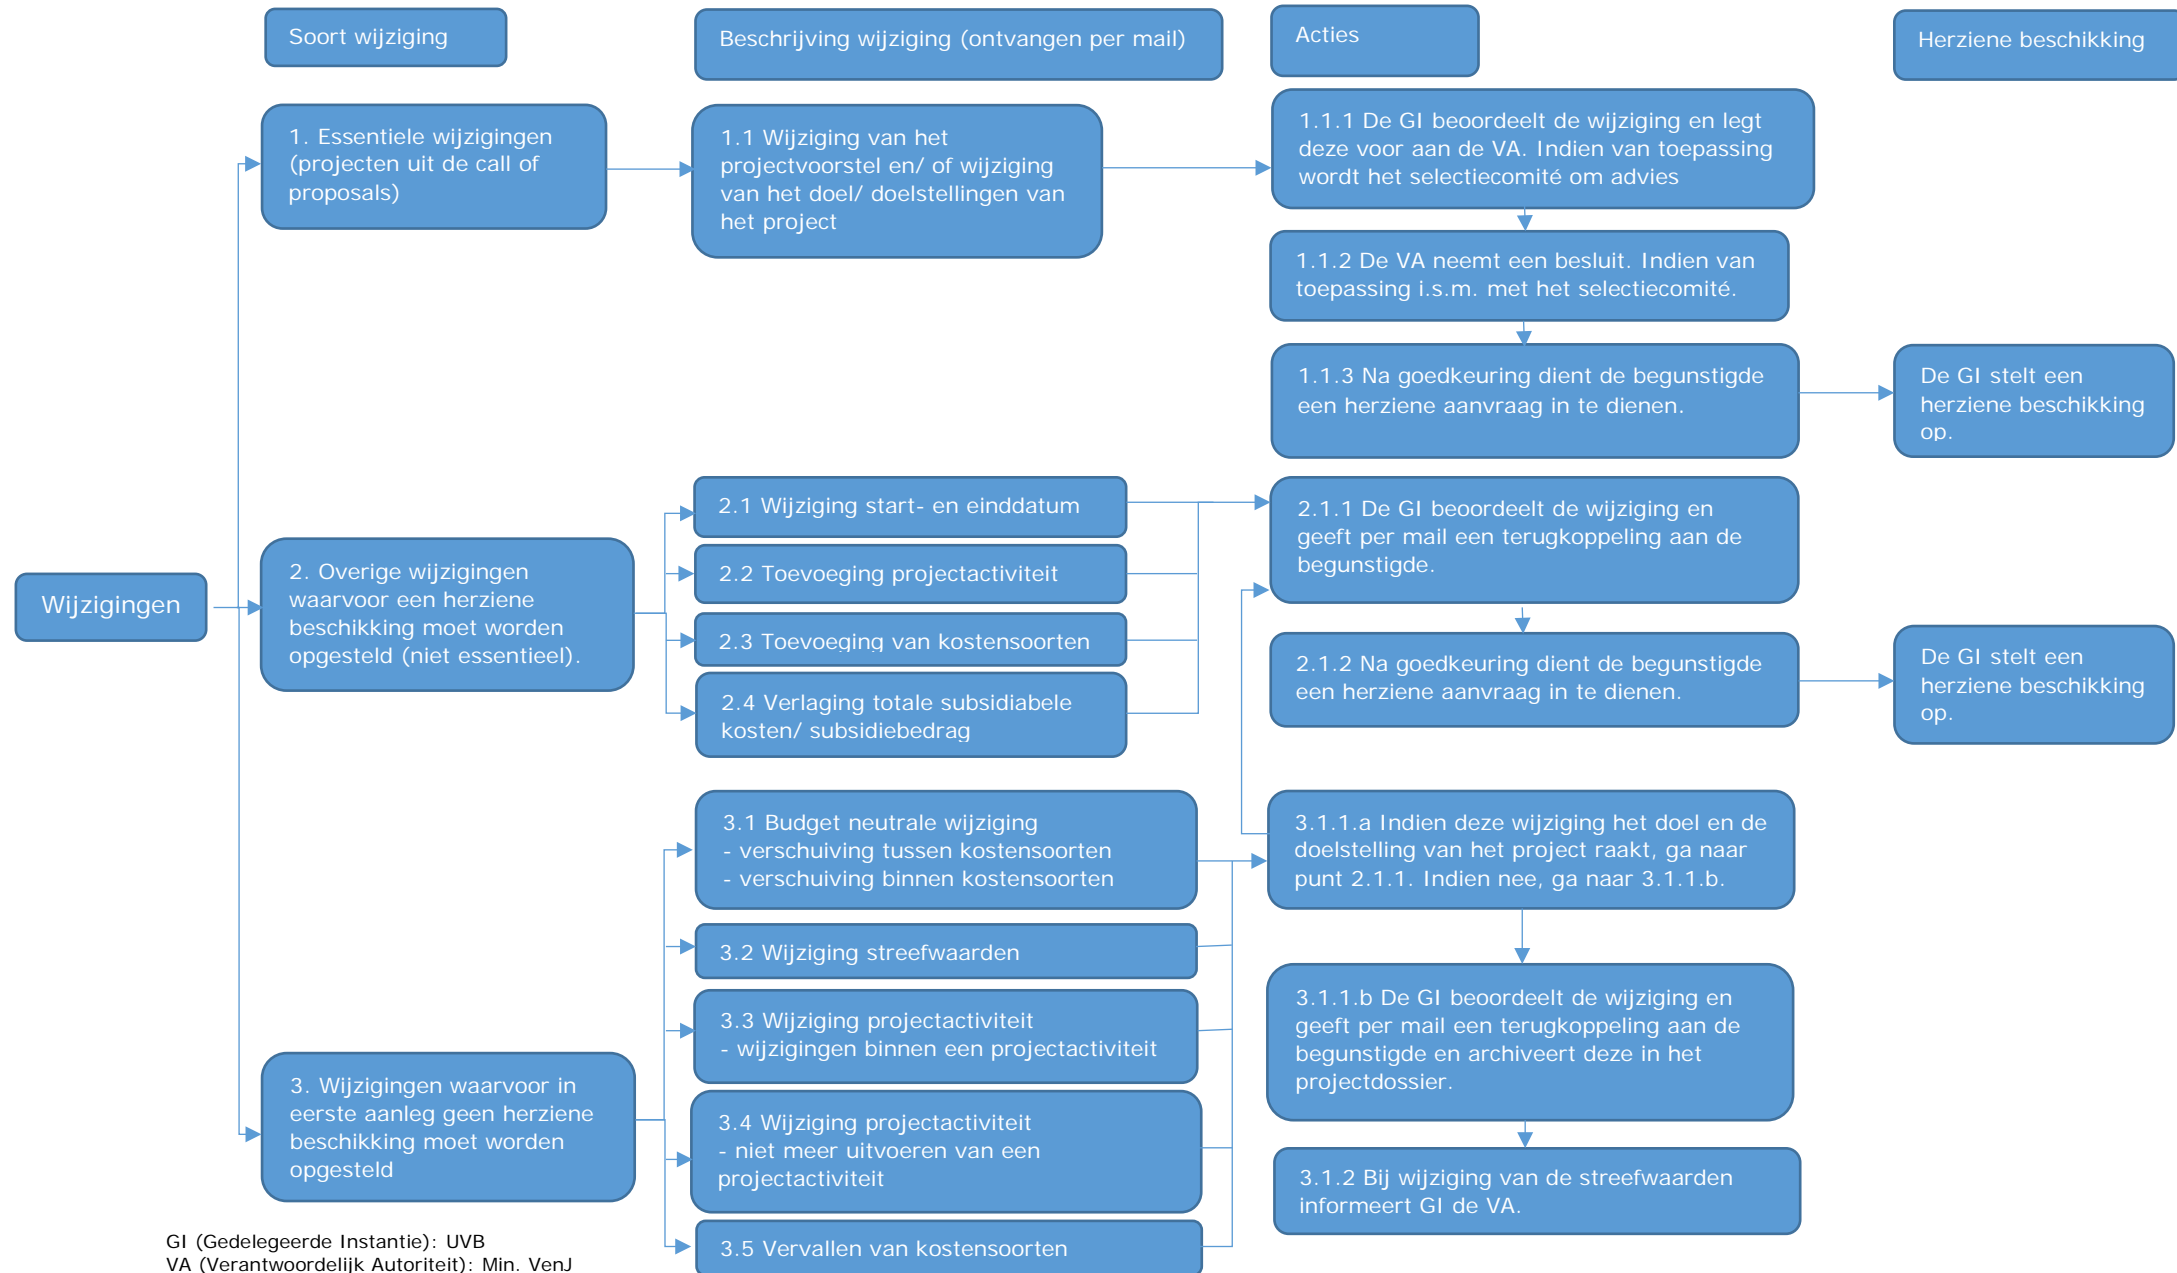 Soort wijziging
Beschrijving wijziging (ontvangen per mail)
Acties
Herziene beschikking
1. Essentiele wijzigingen
(projecten uit de call of
proposals)
1.1 Wijziging van het
projectvoorstel en/ of wijziging
van het doel/ doelstellingen van
het project
1.1.1 De GI beoordeelt de wijziging en legt
deze voor aan de VA. Indien van toepassing
wordt het selectiecomité om advies
1.1.2 De VA neemt een besluit. Indien van
toepassing i.s.m. met het selectiecomité.
1.1.3 Na goedkeuring dient de begunstigde
een herziene aanvraag in te dienen.
De GI stelt een
herziene beschikking
op.
Wijzigingen
2. Overige wijzigingen
waarvoor een herziene
beschikking moet worden
opgesteld (niet essentieel).
2.1 Wijziging start- en einddatum
2.2 Toevoeging projectactiviteit
2.3 Toevoeging van kostensoorten
2.4 Verlaging totale subsidiabele
kosten/ subsidiebedrag
2.1.1 De GI beoordeelt de wijziging en
geeft per mail een terugkoppeling aan de
begunstigde.
2.1.2 Na goedkeuring dient de begunstigde
een herziene aanvraag in te dienen.
De GI stelt een
herziene beschikking
op.
3. Wijzigingen waarvoor in
eerste aanleg geen herziene
beschikking moet worden
opgesteld
3.1 Budget neutrale wijziging
- verschuiving tussen kostensoorten
- verschuiving binnen kostensoorten
3.2 Wijziging streefwaarden
3.3 Wijziging projectactiviteit
- wijzigingen binnen een projectactiviteit
3.4 Wijziging projectactiviteit
- niet meer uitvoeren van een
projectactiviteit
3.5 Vervallen van kostensoorten
3.1.1.a Indien deze wijziging het doel en de
doelstelling van het project raakt, ga naar
punt 2.1.1. Indien nee, ga naar 3.1.1.b.
3.1.1.b De GI beoordeelt de wijziging en
geeft per mail een terugkoppeling aan de
begunstigde en archiveert deze in het
projectdossier.
3.1.2 Bij wijziging van de streefwaarden
informeert GI de VA.
GI (Gedelegeerde Instantie): UVB
VA (Verantwoordelijk Autoriteit): Min. VenJ